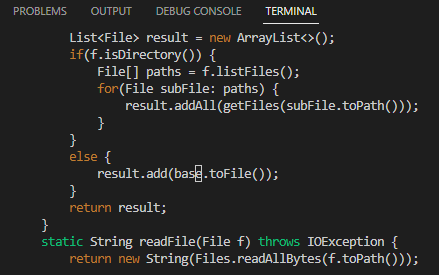 PROBLEMS OUTPUT DEBUG CONSOLE TERMINAL
List<File> result = new ArrayList<>();
if(f.isDirectory()) {
File[] paths = f.listFiles();
for(File subFile: paths) {
result.addAll(getFiles(subFile.toPath()));
}
}
else {
result.add(base.toFile());
}
return result;
}
static String readFile(File f) throws IOException {
return new String(Files.readAllBytes(f.toPath()));